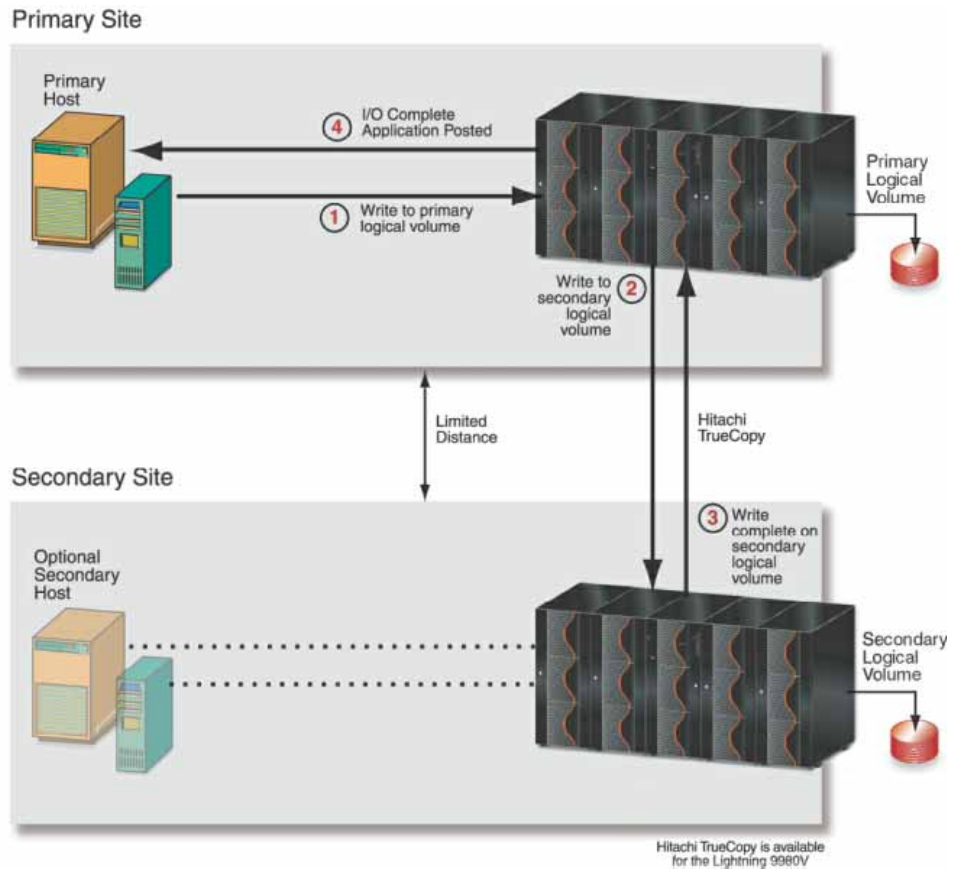 Primary Site
Primary
Host
4
I/O Complete
Application Posted
1
Write to primary
logical volume
Primary
Logical
Volume
Write to
secondary
logical
volume
2
Limited
Distance
Hitachi
TrueCopy
Secondary Site
3
Write
complete on
secondary
logical
volume
Optional
Secondary
Host
Secondary
Logical
Volume
Hitachi TrueCopy is available
for the Lightning 9980V